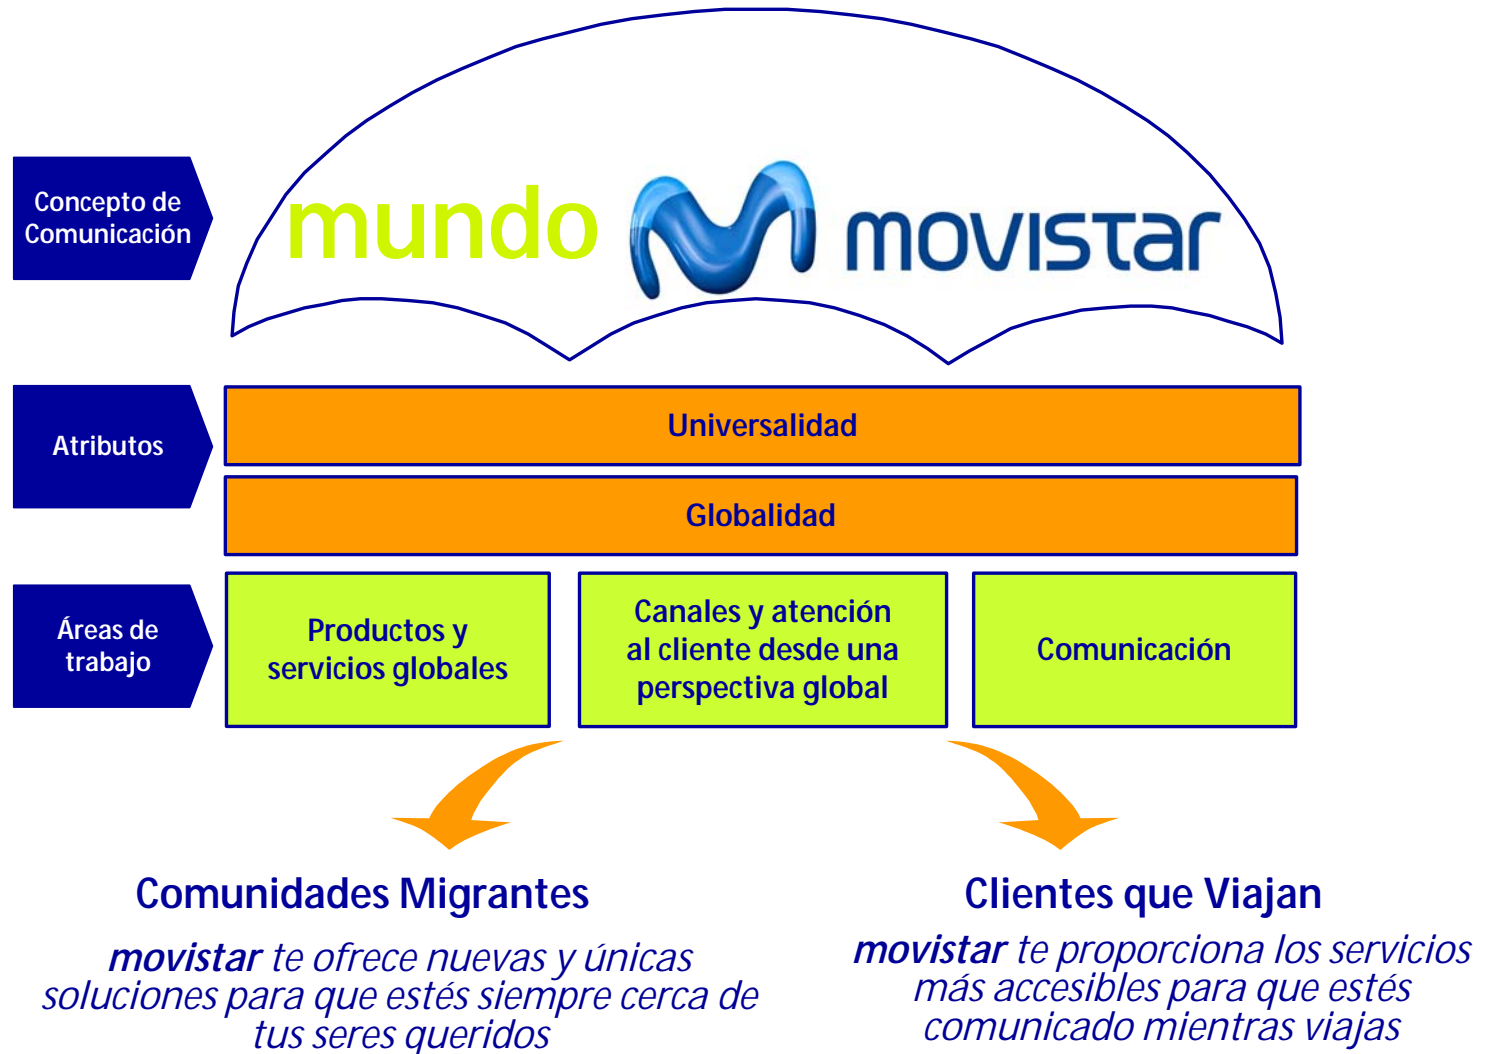 Concepto de
Comunicación
mundo movistar
Atributos
Universalidad
Globalidad
Áreas de
trabajo
Productos y
servicios globales
Canales y atención
al cliente desde una
perspectiva global
Comunicación
Comunidades Migrantes
movistar te ofrece nuevas y únicas
soluciones para que estés siempre cerca de
tus seres queridos
Clientes que Viajan
movistar te proporciona los servicios
más accesibles para que estés
comunicado mientras viajas